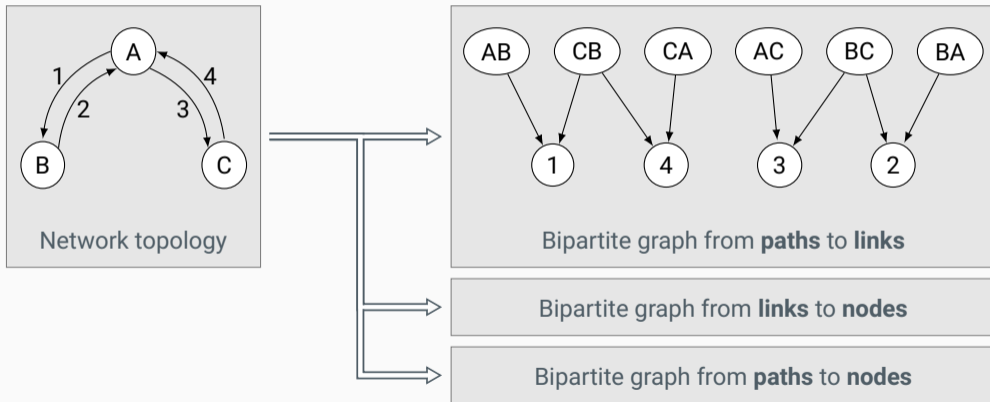 A
1
2
3
4
B
C
Network topology
AB
CB
CA
AC
BC
BA
1
4
3
2
Bipartite graph from paths to links
Bipartite graph from links to nodes
Bipartite graph from paths to nodes